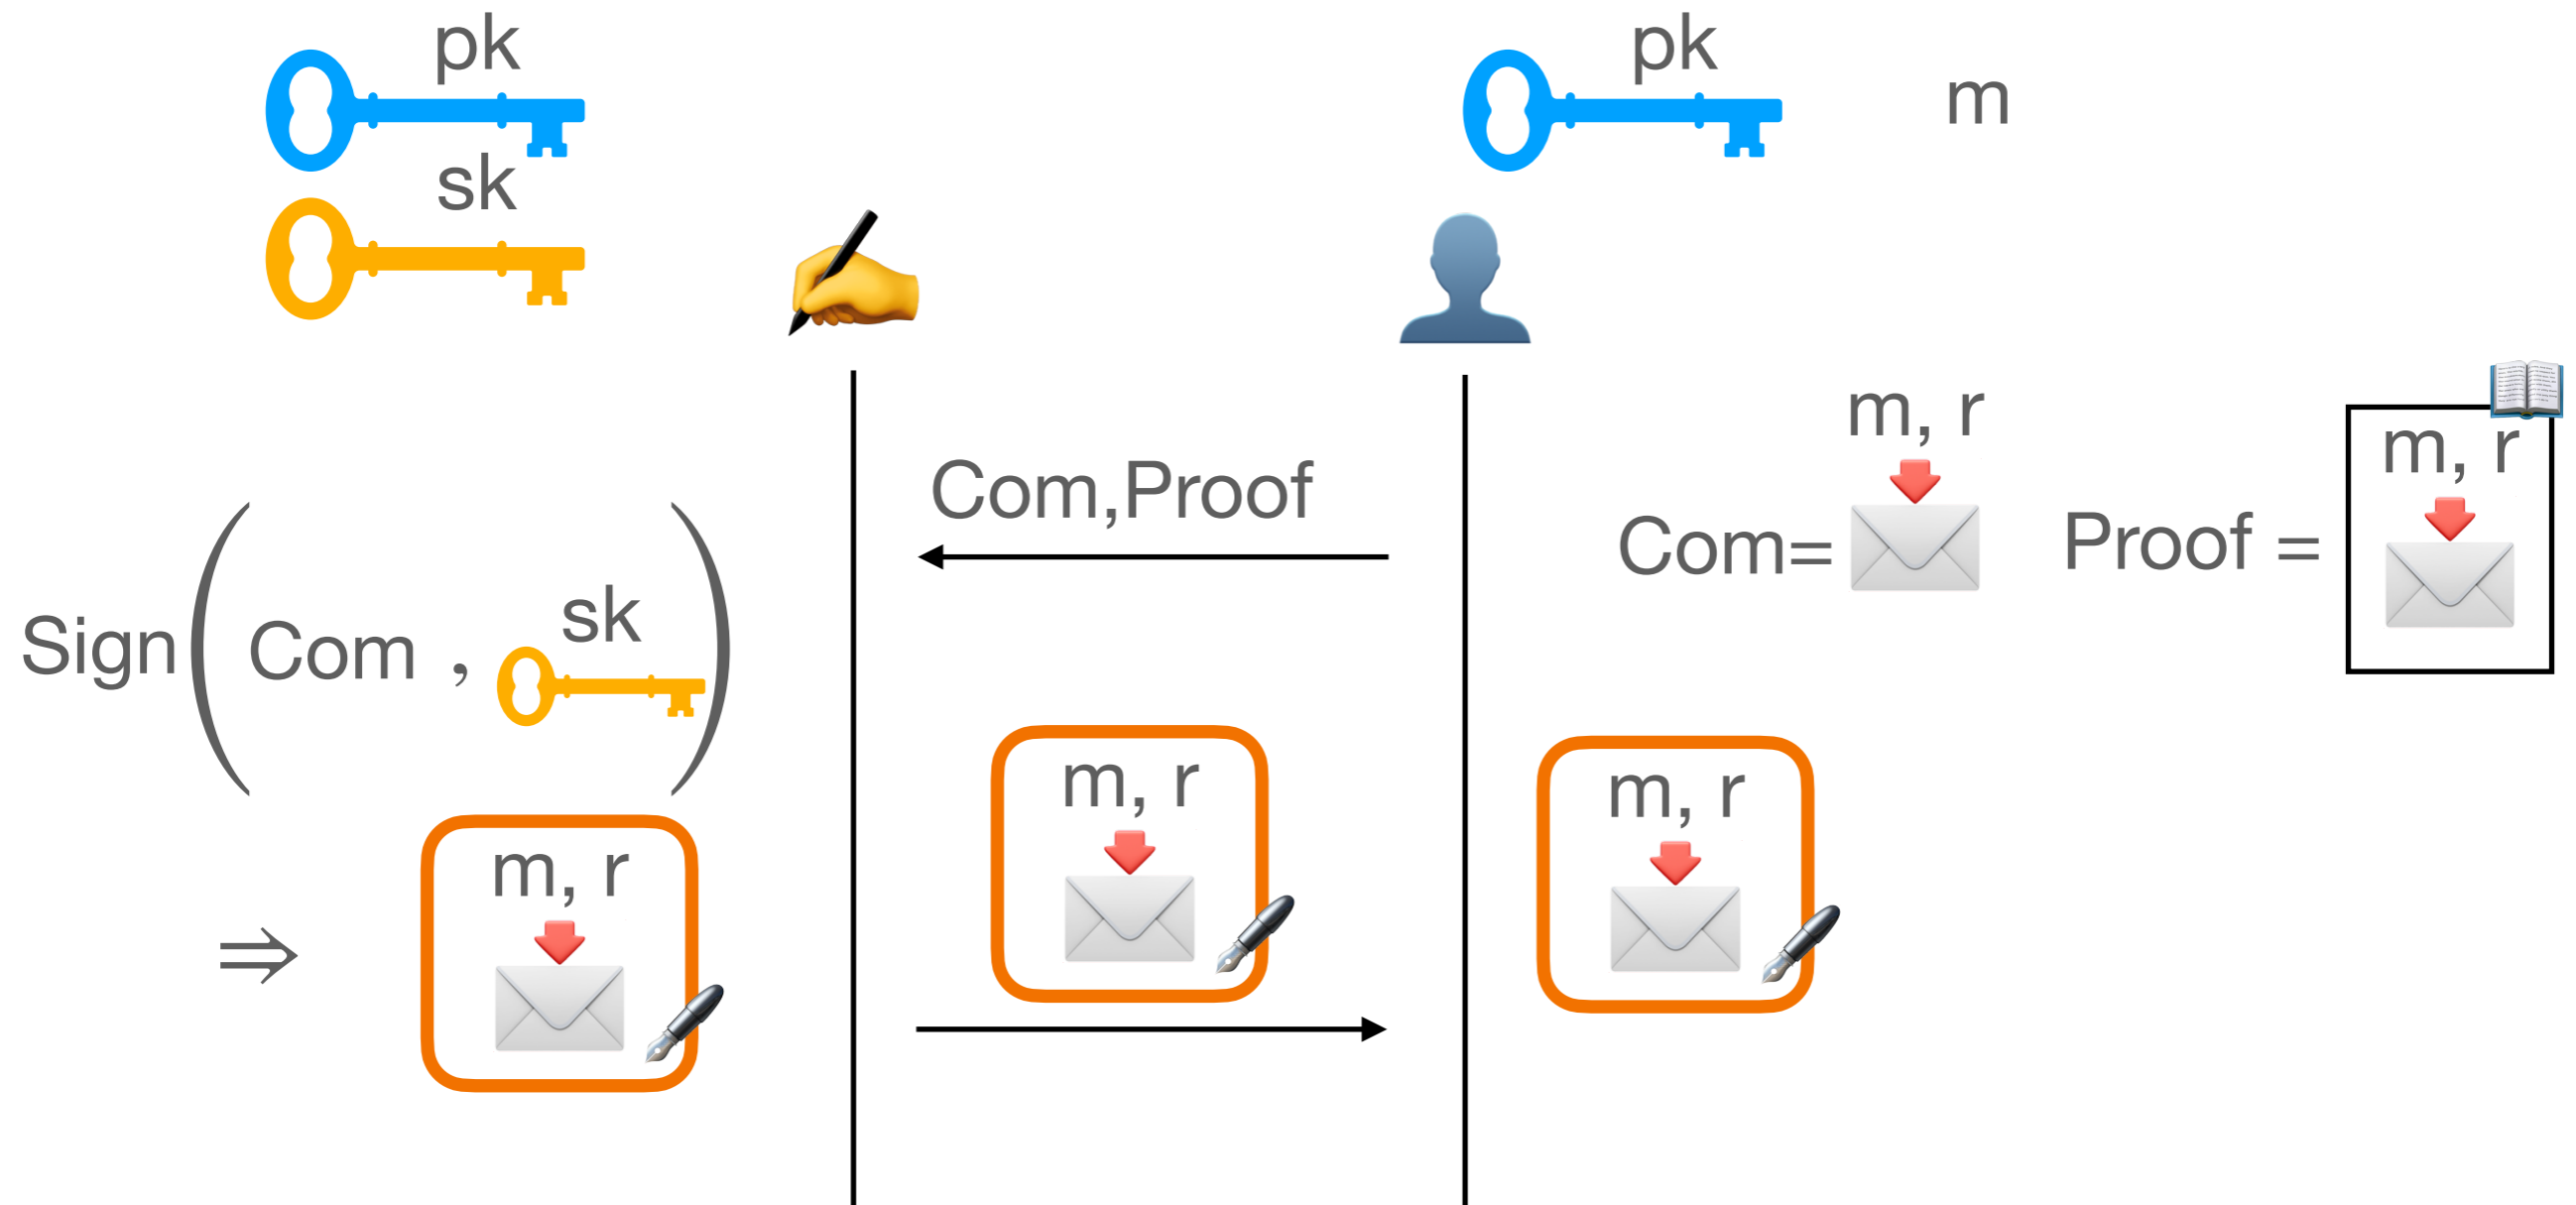 pk
sk
pk
m
Com,Proof
m, r
Com=
Proof =
m, r
Sign( Com , sk )
⇒
m, r
m, r
m, r